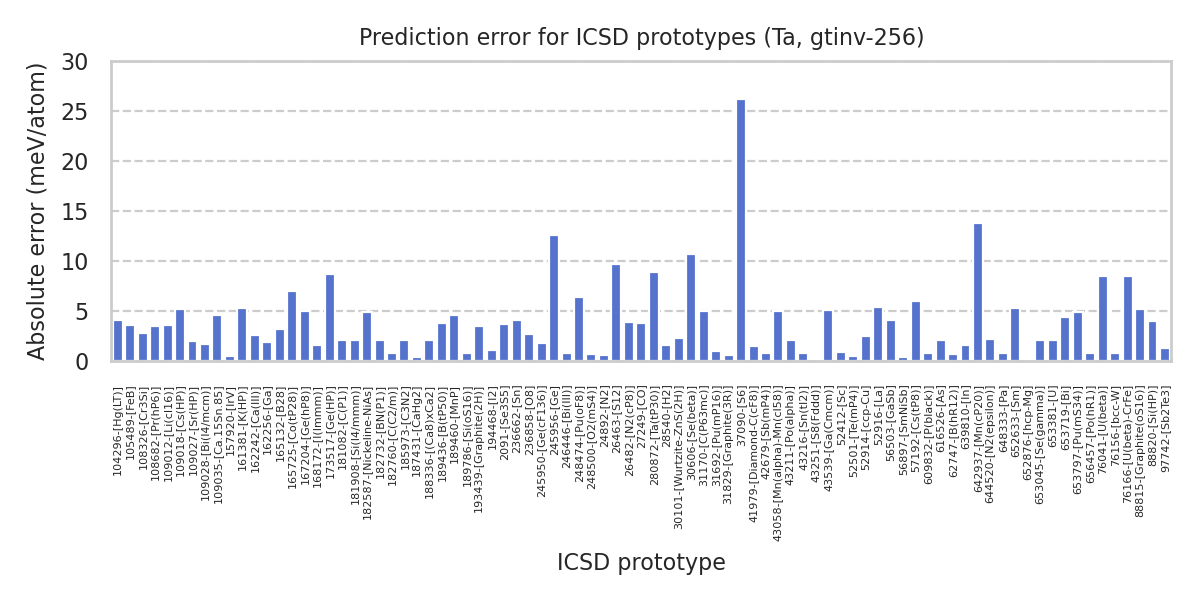 Prediction error for ICSD prototypes (Ta, gtinv-256)
Absolute error (meV/atom)
30
25
20
15
10
5
0
104296-[Hg(LT)]
105489-[FeB]
108326-[Cr3Si]
108682-[Pr(hP6)]
109012-[Li(cI16)]
109018-[Cs(HP)]
109027-[Sr(HP)]
109028-[Bi(I4/mcm)]
109035-[Ca.15Sn.85]
157920-[IrV]
161381-[K(HP)]
162242-[Ca(III)]
162256-[Ga]
165132-[B28]
165725-[Co(tP28)]
167204-[Ge(hP8)]
168172-[I(Immm)]
173517-[Ge(HP)]
181082-[C(P1)]
181908-[Si(I4/mmm)]
182587-[Nickeline-NiAs]
182732-[BN(P1)]
182760-[C(C2/m)]
185973-[C3N2]
187431-[CaHg2]
188336-[(Ca8)xCa2]
189436-[B(tP50)]
189460-[MnP]
189786-[Si(oS16)]
193439-[Graphite(2H)]
194468-[I2]
2091-[Se3S5]
236662-[Sn]
236858-[O8]
245950-[Ge(cF136)]
245956-[Ge]
246446-[Bi(III)]
248474-[Pu(oF8)]
248500-[O2(mS4)]
24892-[N2]
26463-[S12]
26482-[N2(cP8)]
27249-[CO]
280872-[Ta(tP30)]
28540-[H2]
30101-[Wurtzite-ZnS(2H)]
30606-[Se(beta)]
31170-[C(P63mc)]
31692-[Pu(mP16)]
31829-[Graphite(3R)]
37090-[S6]
41979-[Diamond-C(cF8)]
42679-[Sb(mP4)]
43058-[Mn(alpha)-Mn(cI58)]
43211-[Po(alpha)]
43216-[Sn(tI2)]
43251-[S8(Fddd)]
43539-[Ga(Cmcm)]
52412-[Sc]
52501-[Te(mP4)]
52914-[ccp-Cu]
52916-[La]
56503-[GaSb]
56897-[SmNiSb]
57192-[Cs(tP8)]
609832-[P(black)]
616526-[As]
62747-[B(hR12)]
639810-[In]
642937-[Mn(cP20)]
644520-[N2(epsilon)]
648333-[Pa]
652633-[Sm]
652876-[hcp-Mg]
653045-[Se(gamma)]
653381-[U]
653719-[Bi]
653797-[Pu(mS34)]
656457-[Po(hR1)]
76041-[U(beta)]
76156-[bcc-W]
76166-[U(beta)-CrFe]
88815-[Graphite(oS16)]
88820-[Si(HP)]
97742-[Sb2Te3]
ICSD prototype